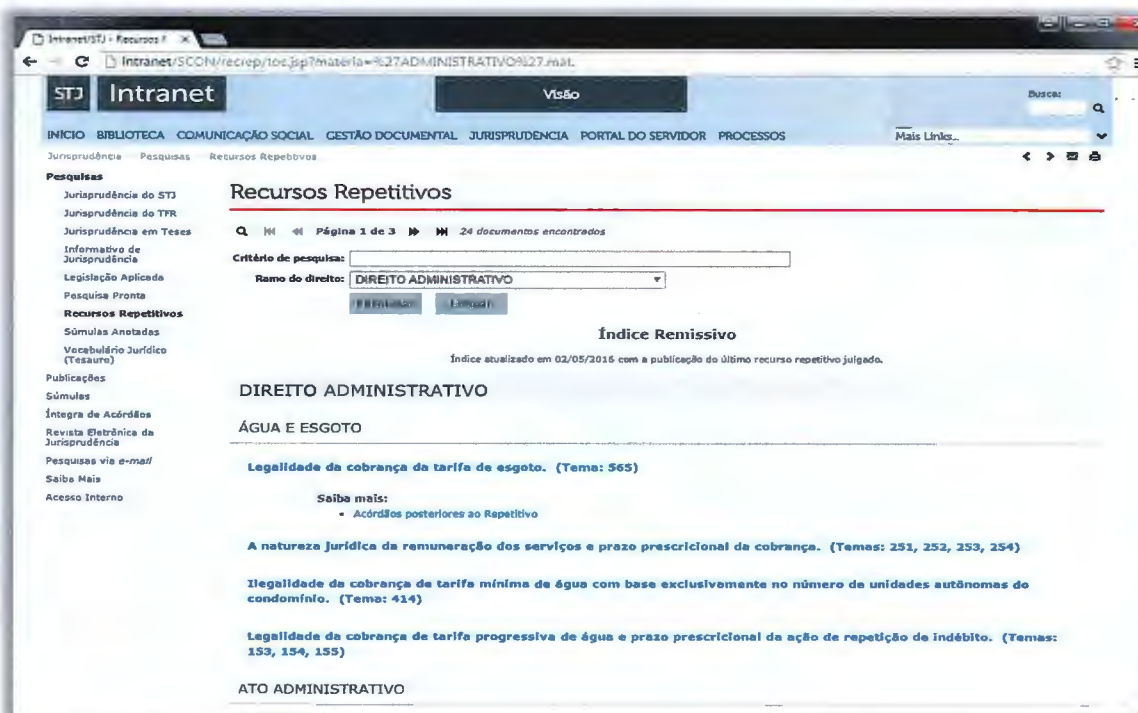 Intranet/STJ - Recursos R
Intranet/SCON/recrep/toc.jsp?materia=%27ADMINISTRATIVO%27.mat.
STJ Intranet
Visão
Busca:
INÍCIO BIBLIOTECA COMUNICAÇÃO SOCIAL GESTÃO DOCUMENTAL JURISPRUDÊNCIA PORTAL DO SERVIDOR PROCESSOS
Mais Links...
Jurisprudência Pesquisas Recursos Repetitivos
Pesquisas
Jurisprudência do STJ
Jurisprudência do TFR
Jurisprudência em Teses
Informativo de
Jurisprudência
Legislação Aplicada
Pesquisa Pronta
Recursos Repetitivos
Súmulas Anotadas
Vocabulário Jurídico
(Tesauro)
Publicações
Súmulas
Íntegra de Acórdãos
Revista Eletrônica da
Jurisprudência
Pesquisas via e-mail
Saiba Mais
Acesso Interno
Recursos Repetitivos
Página 1 de 3
24 documentos encontrados
Critério de pesquisa:
Ramo do direito: DIREITO ADMINISTRATIVO
Índice Remissivo
Índice atualizado em 02/05/2016 com a publicação do último recurso repetitivo julgado.
DIREITO ADMINISTRATIVO
ÁGUA E ESGOTO
Legalidade da cobrança da tarifa de esgoto. (Tema: 565)
Saiba mais:
• Acórdãos posteriores ao Repetitivo
A natureza jurídica da remuneração dos serviços e prazo prescricional da cobrança. (Temas: 251, 252, 253, 254)
Ilegalidade da cobrança de tarifa mínima de água com base exclusivamente no número de unidades autônomas do
condomínio. (Tema: 414)
Legalidade da cobrança de tarifa progressiva de água e prazo prescricional da ação de repetição de indébito. (Temas:
153, 154, 155)
ATO ADMINISTRATIVO